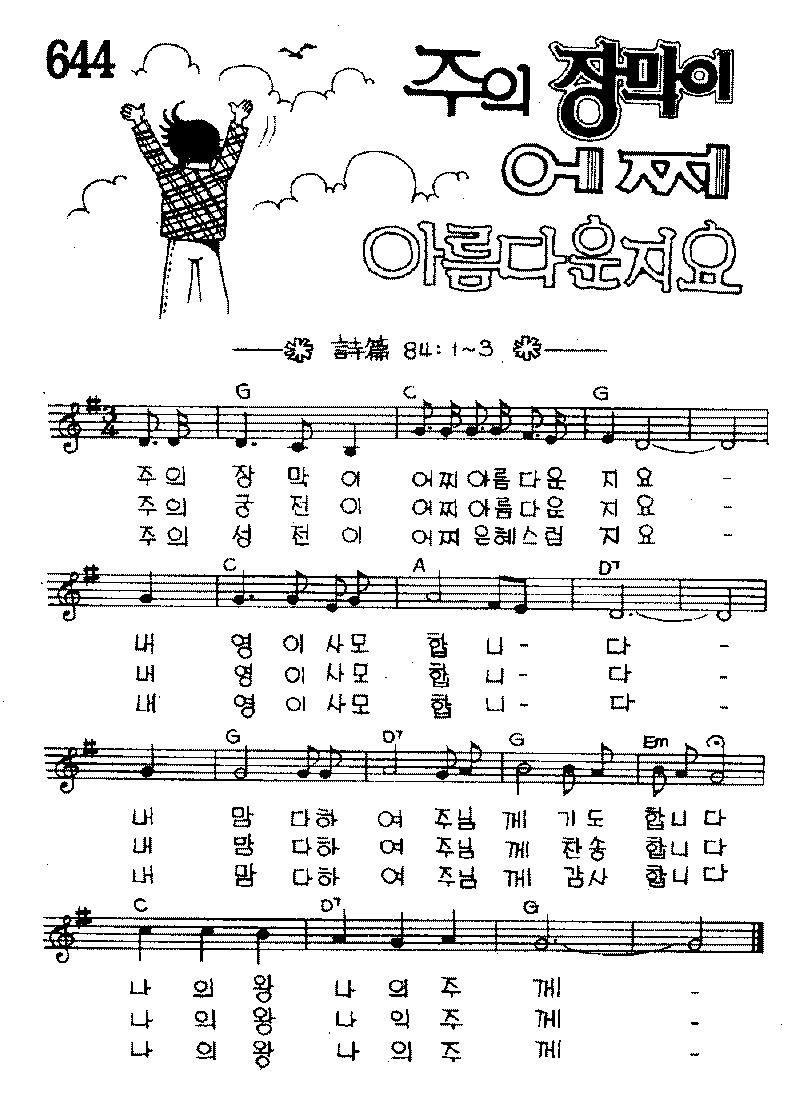 644
주의 장막이
어찌
아름다운지요
詩篇 84:1~3
G C G
3/4
주의 장 막 이 어찌 아름 다운 지 요 -
주의 궁 전 이 어찌 아름 다운 지 요 -
주의 성 전 이 어찌 은혜 스럽 지 요 -
C A D7
내 영 이 사모 합 니 - 다 -
내 영 이 사모 합 니 - 다 -
내 영 이 사모 합 니 - 다 -
G D7 G Em
내 맘 다하 여 주님 께 기도 합니 다
내 맘 다하 여 주님 께 찬송 합니 다
내 맘 다하 여 주님 께 감사 합니 다
C D7 G
나 의 왕 나 의 주 께 -
나 의 왕 나 의 주 께 -
나 의 왕 나 의 주 께 -